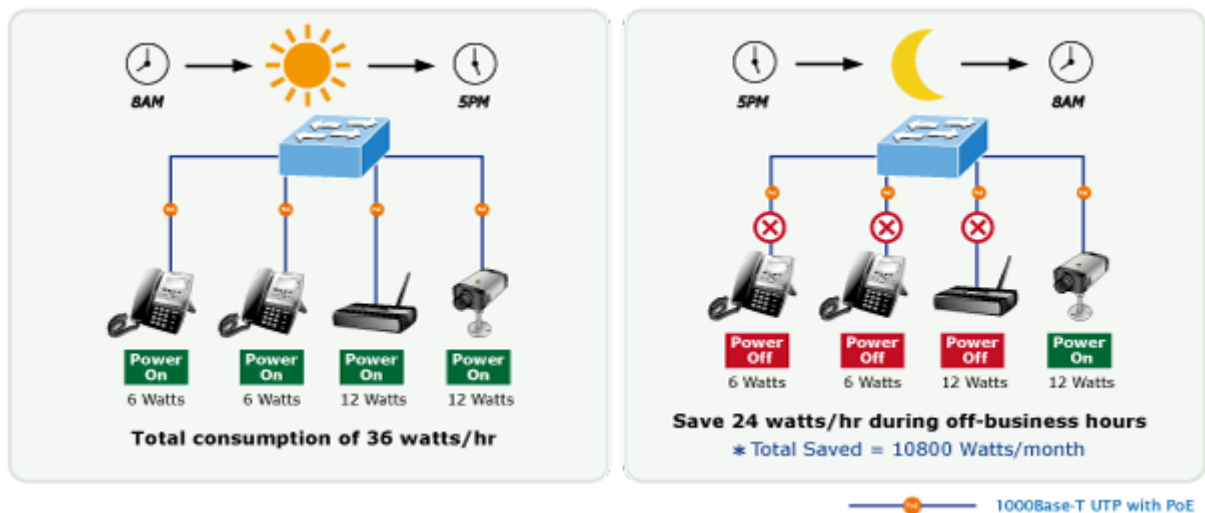 8AM
5PM
Power
On
6 Watts
Power
On
6 Watts
Power
On
12 Watts
Power
On
12 Watts
Total consumption of 36 watts/hr
5PM
8AM
Power
Off
6 Watts
Power
Off
6 Watts
Power
Off
12 Watts
Power
On
12 Watts
Save 24 watts/hr during off-business hours
* Total Saved = 10800 Watts/month
1000Base-T UTP with PoE